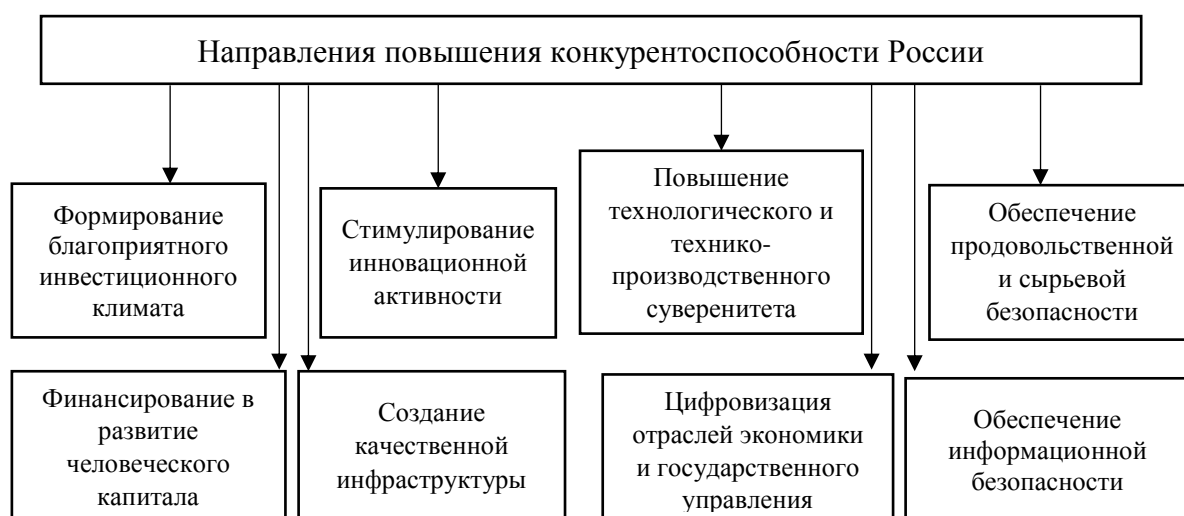 Направления повышения конкурентоспособности России
Формирование
благоприятного
инвестиционного
климата
Стимулирование
инновационной
активности
Повышение
технологического и
технико-
производственного
суверенитета
Обеспечение
продовольственной
и сырьевой
безопасности
Финансирование в
развитие
человеческого
капитала
Создание
качественной
инфраструктуры
Цифровизация
отраслей экономики
и государственного
управления
Обеспечение
информационной
безопасности